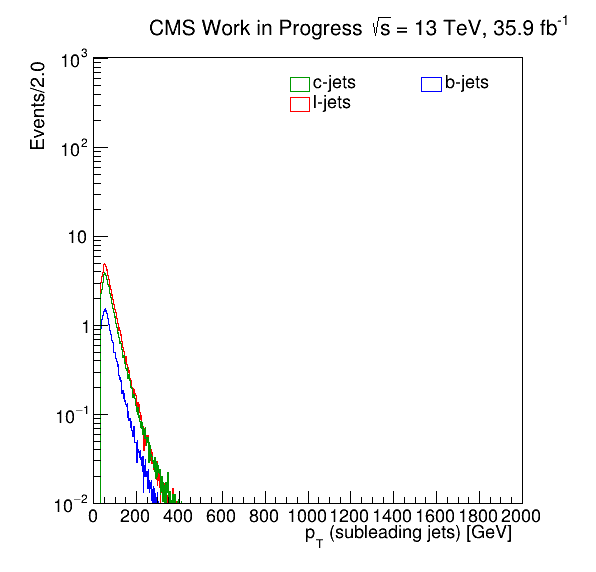 CMS Work in Progress √s = 13 TeV, 35.9 fb⁻¹
Events/2.0
10³
10²
10
1
10⁻¹
10⁻²
c-jets
b-jets
l-jets
0 200 400 600 800 1000 1200 1400 1600 1800 2000
p_T (subleading jets) [GeV]